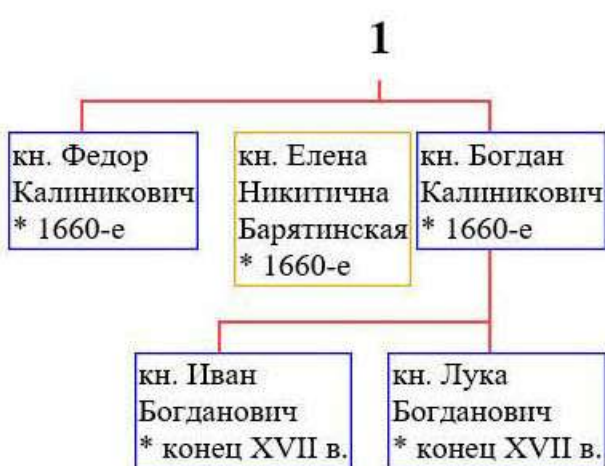 1
кн. Федор
Калиникович
* 1660-е
кн. Елена
Никитична
Барятинская
* 1660-е
кн. Богдан
Калиникович
* 1660-е
кн. Иван
Богданович
* конец XVII в.
кн. Лука
Богданович
* конец XVII в.